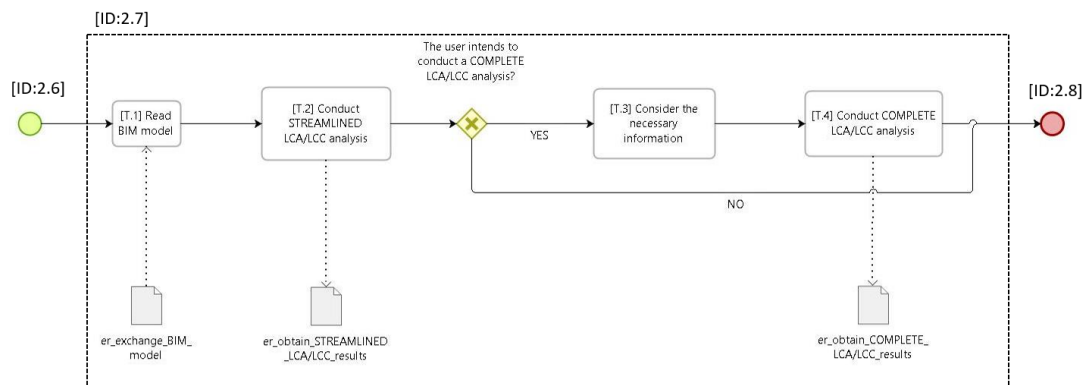 [ID:2.7]
The user intends to
conduct a COMPLETE
LCA/LCC analysis?
[ID:2.6]
[ID:2.8]
[T.1] Read
BIM model
[T.2] Conduct
STREAMLINED
LCA/LCC analysis
YES
[T.3] Consider the
necessary
information
[T.4] Conduct COMPLETE
LCA/LCC analysis
NO
er_exchange_BIM_
model
er_obtain_STREAMLINED
_LCA/LCC_results
er_obtain_COMPLETE_
LCA/LCC_results